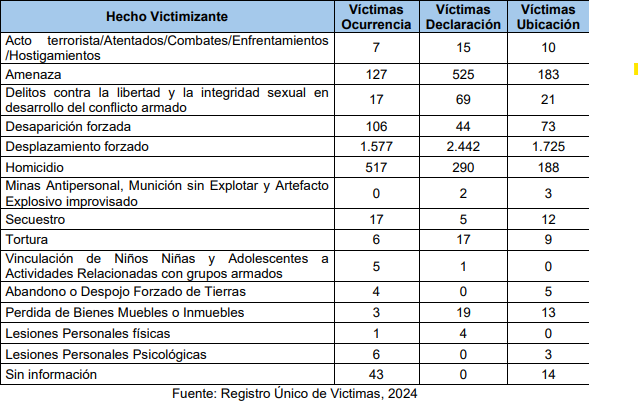 Hecho Victimizante Víctimas Ocurrencia Víctimas Declaración Víctimas Ubicación
Acto terrorista/Atentados/Combates/Enfrentamientos /Hostigamientos 7 15 10
Amenaza 127 525 183
Delitos contra la libertad y la integridad sexual en desarrollo del conflicto armado 17 69 21
Desaparición forzada 106 44 73
Desplazamiento forzado 1.577 2.442 1.725
Homicidio 517 290 188
Minas Antipersonal, Munición sin Explotar y Artefacto Explosivo improvisado 0 2 3
Secuestro 17 5 12
Tortura 6 17 9
Vinculación de Niños Niñas y Adolescentes a Actividades Relacionadas con grupos armados 5 1 0
Abandono o Despojo Forzado de Tierras 4 0 5
Perdida de Bienes Muebles o Inmuebles 3 19 13
Lesiones Personales físicas 1 4 0
Lesiones Personales Psicológicas 6 0 3
Sin información 43 0 14
Fuente: Registro Único de Victimas, 2024